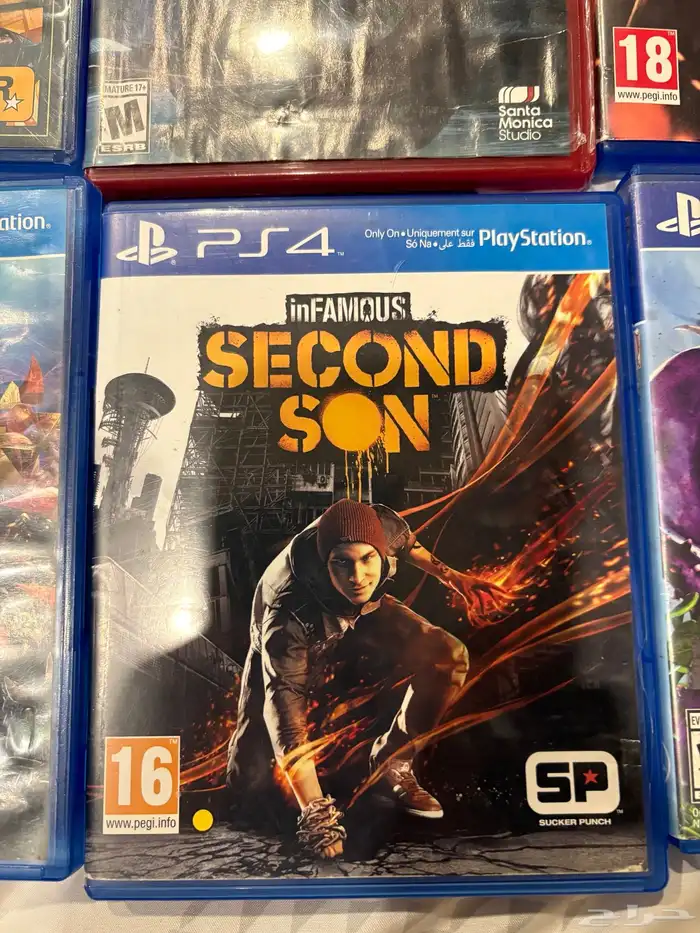 MATURE 17+
M
ESRB
Santa
Monica
Studio
18
www.pegi.info
R
ation
PS4
Only On • Uniquement sur
Só Na • فقط على
PlayStation
inFAMOUS
SECOND
SON
16
www.pegi.info
SP
SUCKER PUNCH
حراج